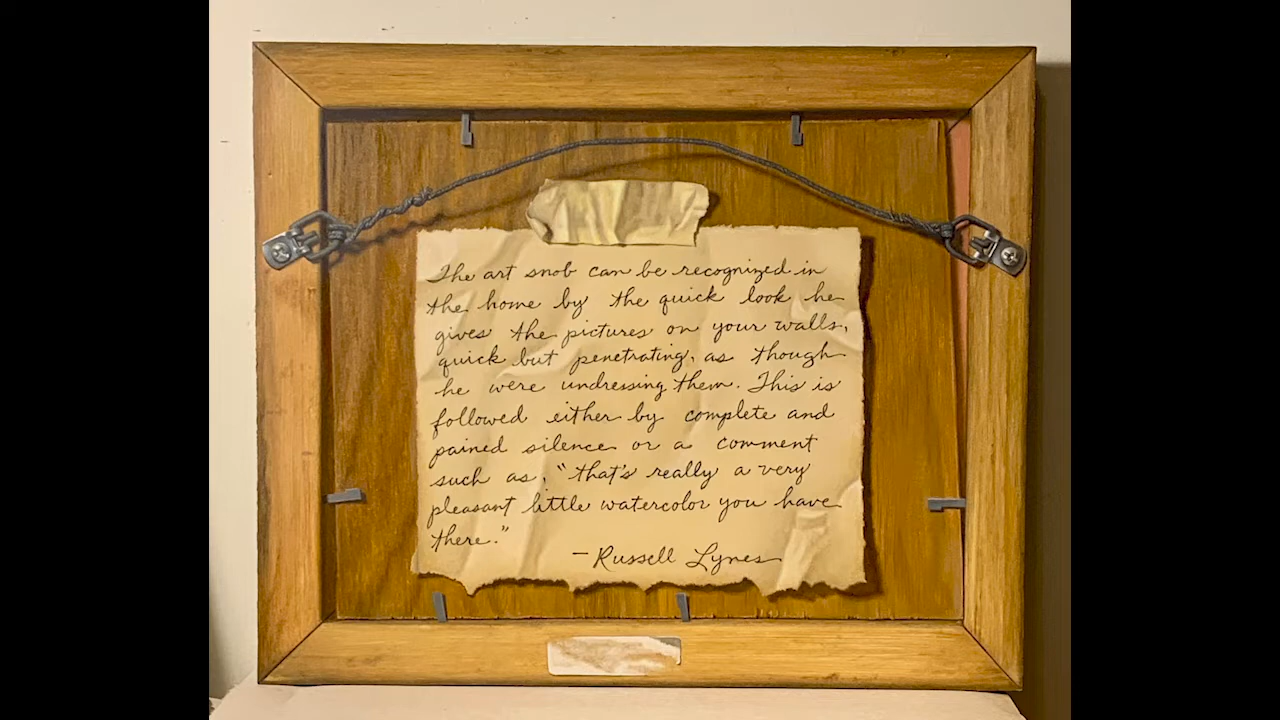 The art snob can be recognized in
the home by the quick look he
gives the pictures on your walls,
quick but penetrating, as though
he were undressing them. This is
followed either by complete and
pained silence or a comment
such as, "that's really a very
pleasant little watercolor you have
there."
—Russell Lynes